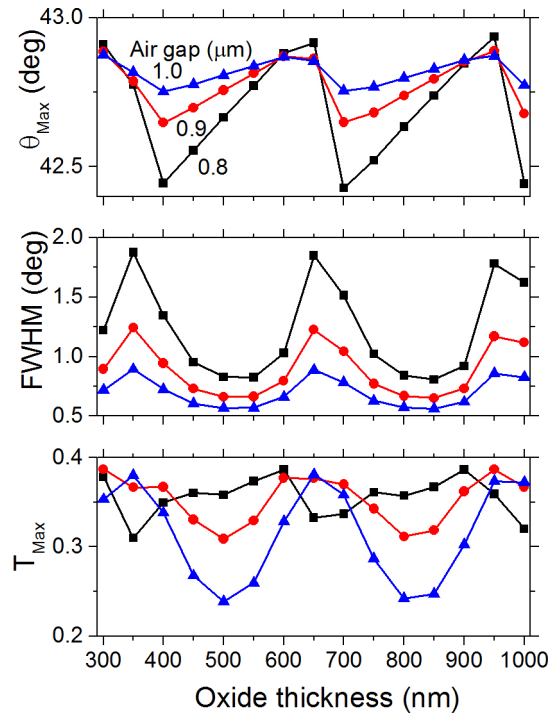 43.0
Air gap (μm)
1.0
0.9
42.5
0.8
θMax (deg)
2.0
1.5
1.0
0.5
FWHM (deg)
0.4
0.3
0.2
TMax
300 400 500 600 700 800 900 1000
Oxide thickness (nm)